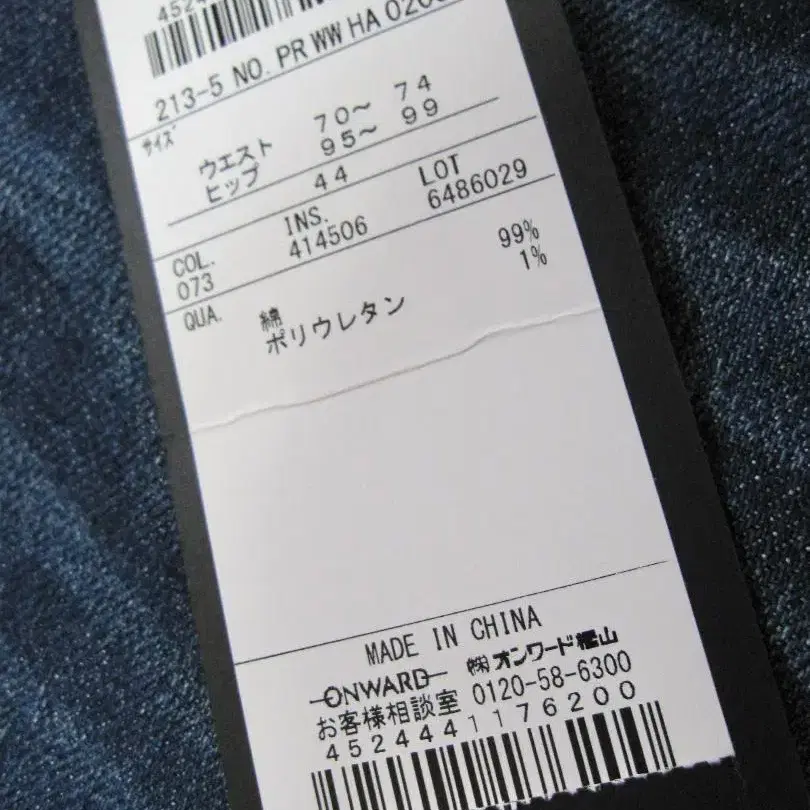 4524
213-5 NO. PR WW HA 020
サイズ
ウエスト 70～ 74
ヒップ 95～ 99
44
COL. INS. LOT
073 414506 6486029
QUA. 綿 99%
ポリウレタン 1%
MADE IN CHINA
ONWARD ㈱オンワード樫山
お客様相談室 0120-58-6300
4524441176200